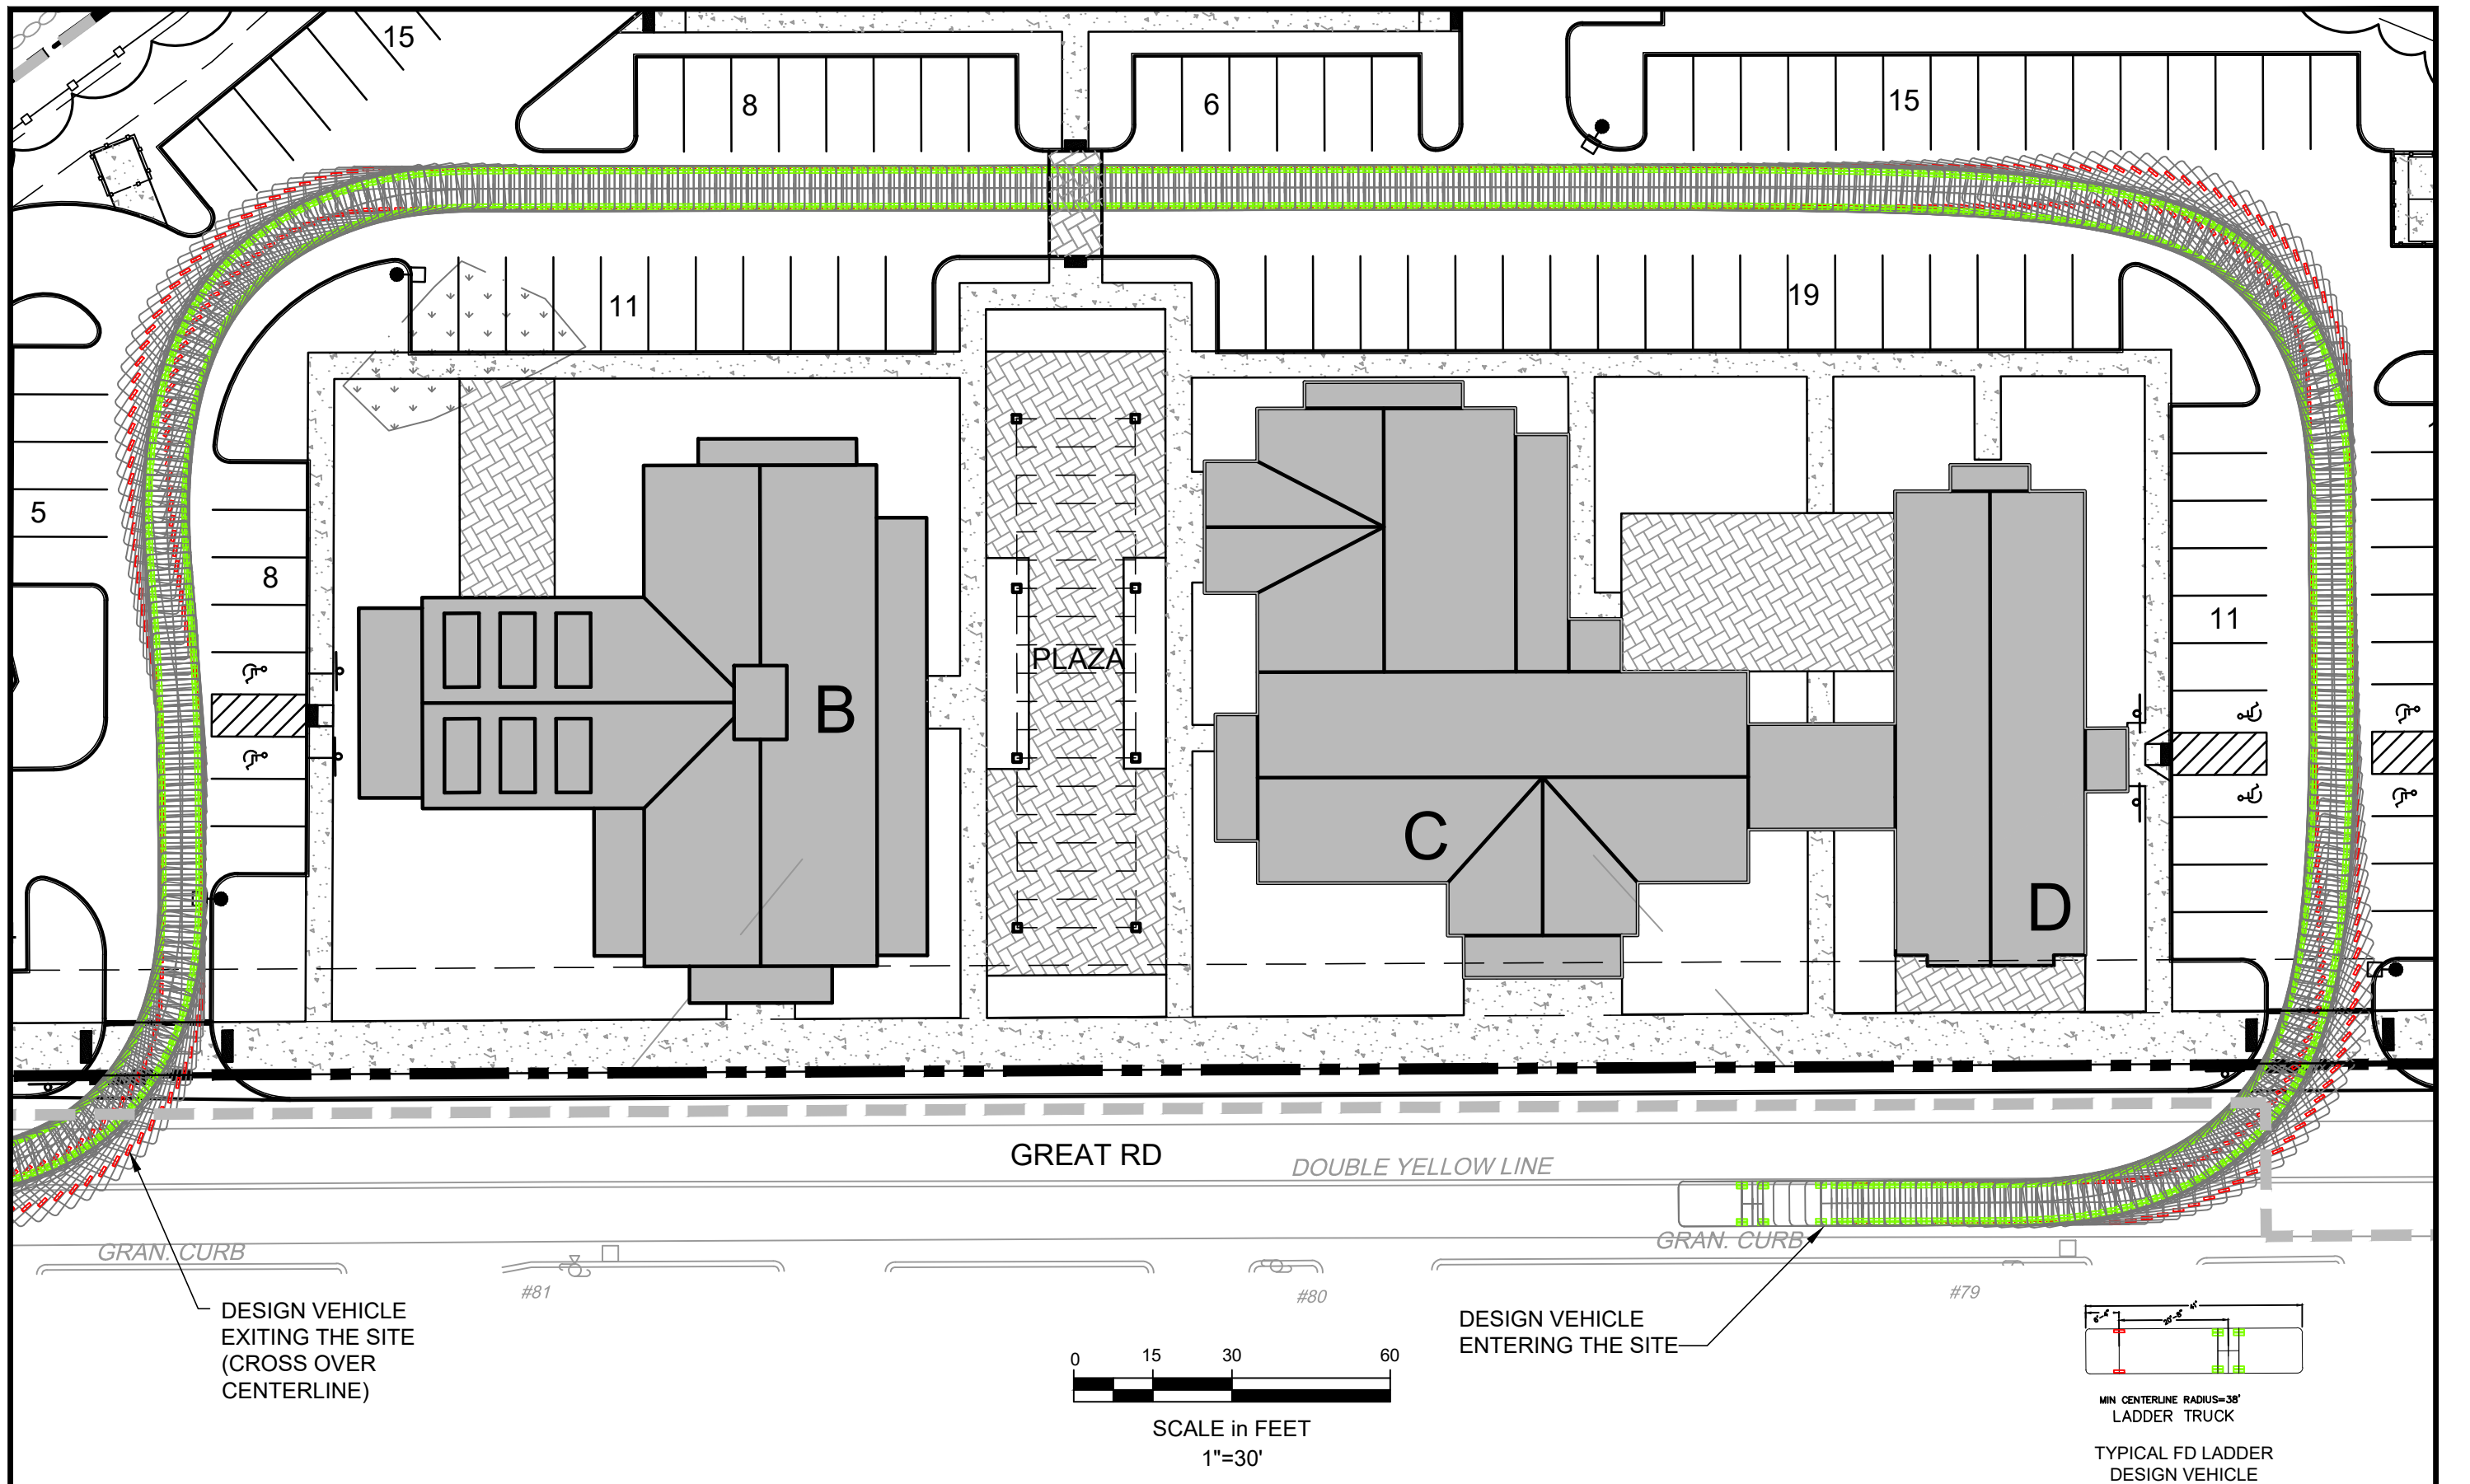 15
8
6
15
11
19
5
8
11
PLAZA
B
C
D
GREAT RD
DOUBLE YELLOW LINE
GRAN. CURB
GRAN. CURB
#81
#80
#79
DESIGN VEHICLE
EXITING THE SITE
(CROSS OVER
CENTERLINE)
DESIGN VEHICLE
ENTERING THE SITE
0 15 30 60
SCALE in FEET
1"=30'
41'
MIN CENTERLINE RADIUS=38'
LADDER TRUCK
TYPICAL FD LADDER
DESIGN VEHICLE